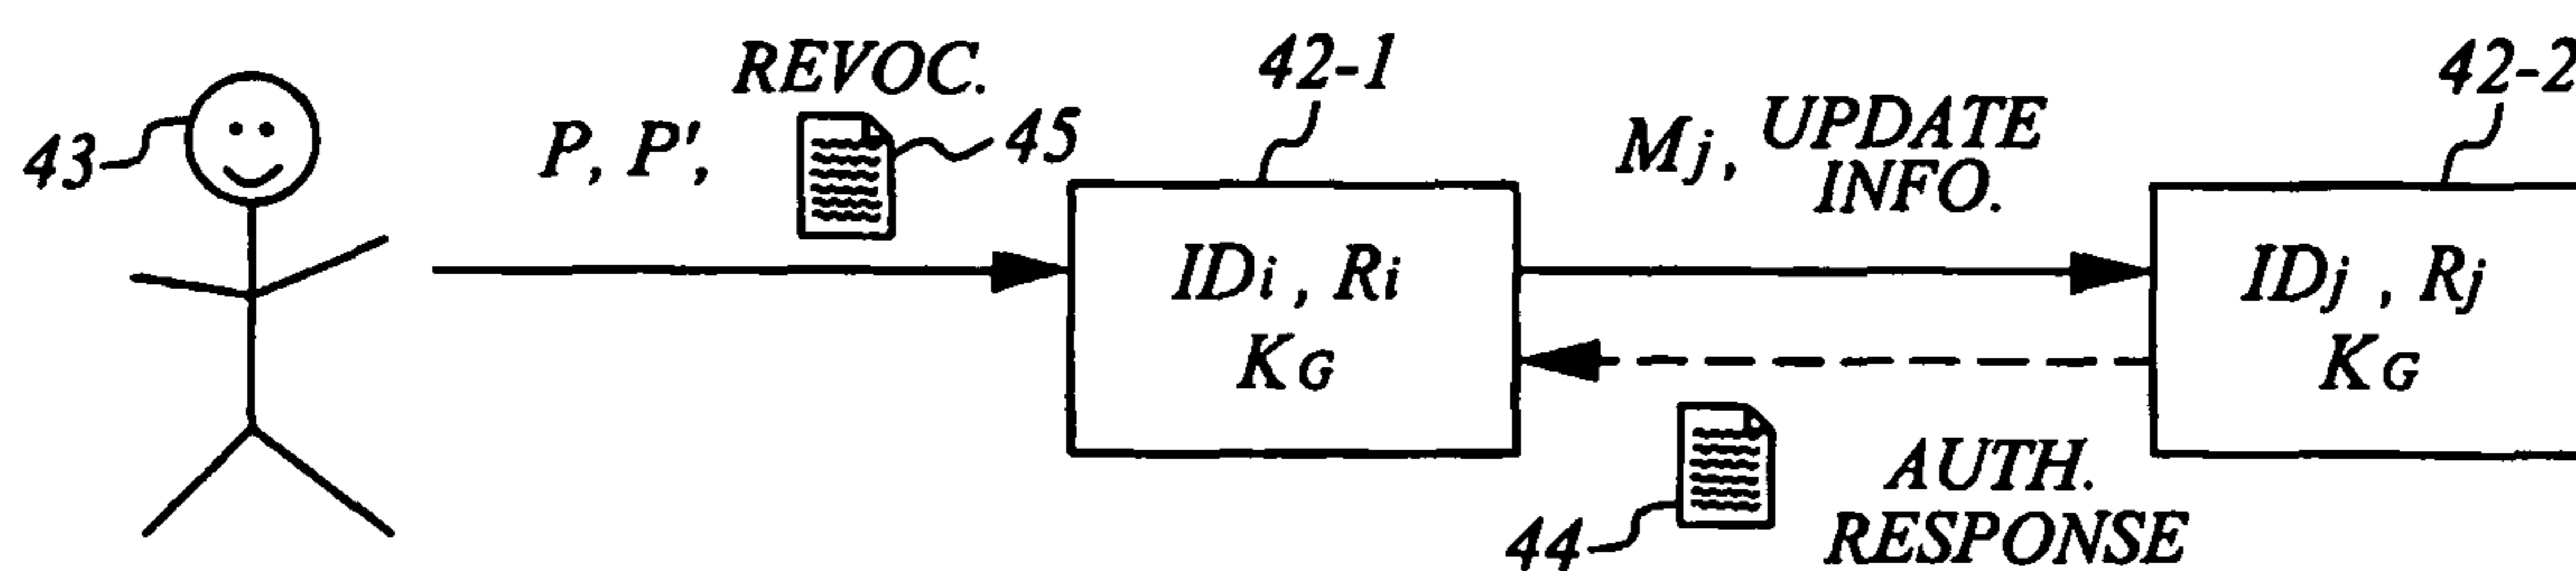 43
P, P',
REVOC.
45
42-1
IDi , Ri
KG
Mj, UPDATE
INFO.
42-2
IDj , Rj
KG
44
AUTH.
RESPONSE